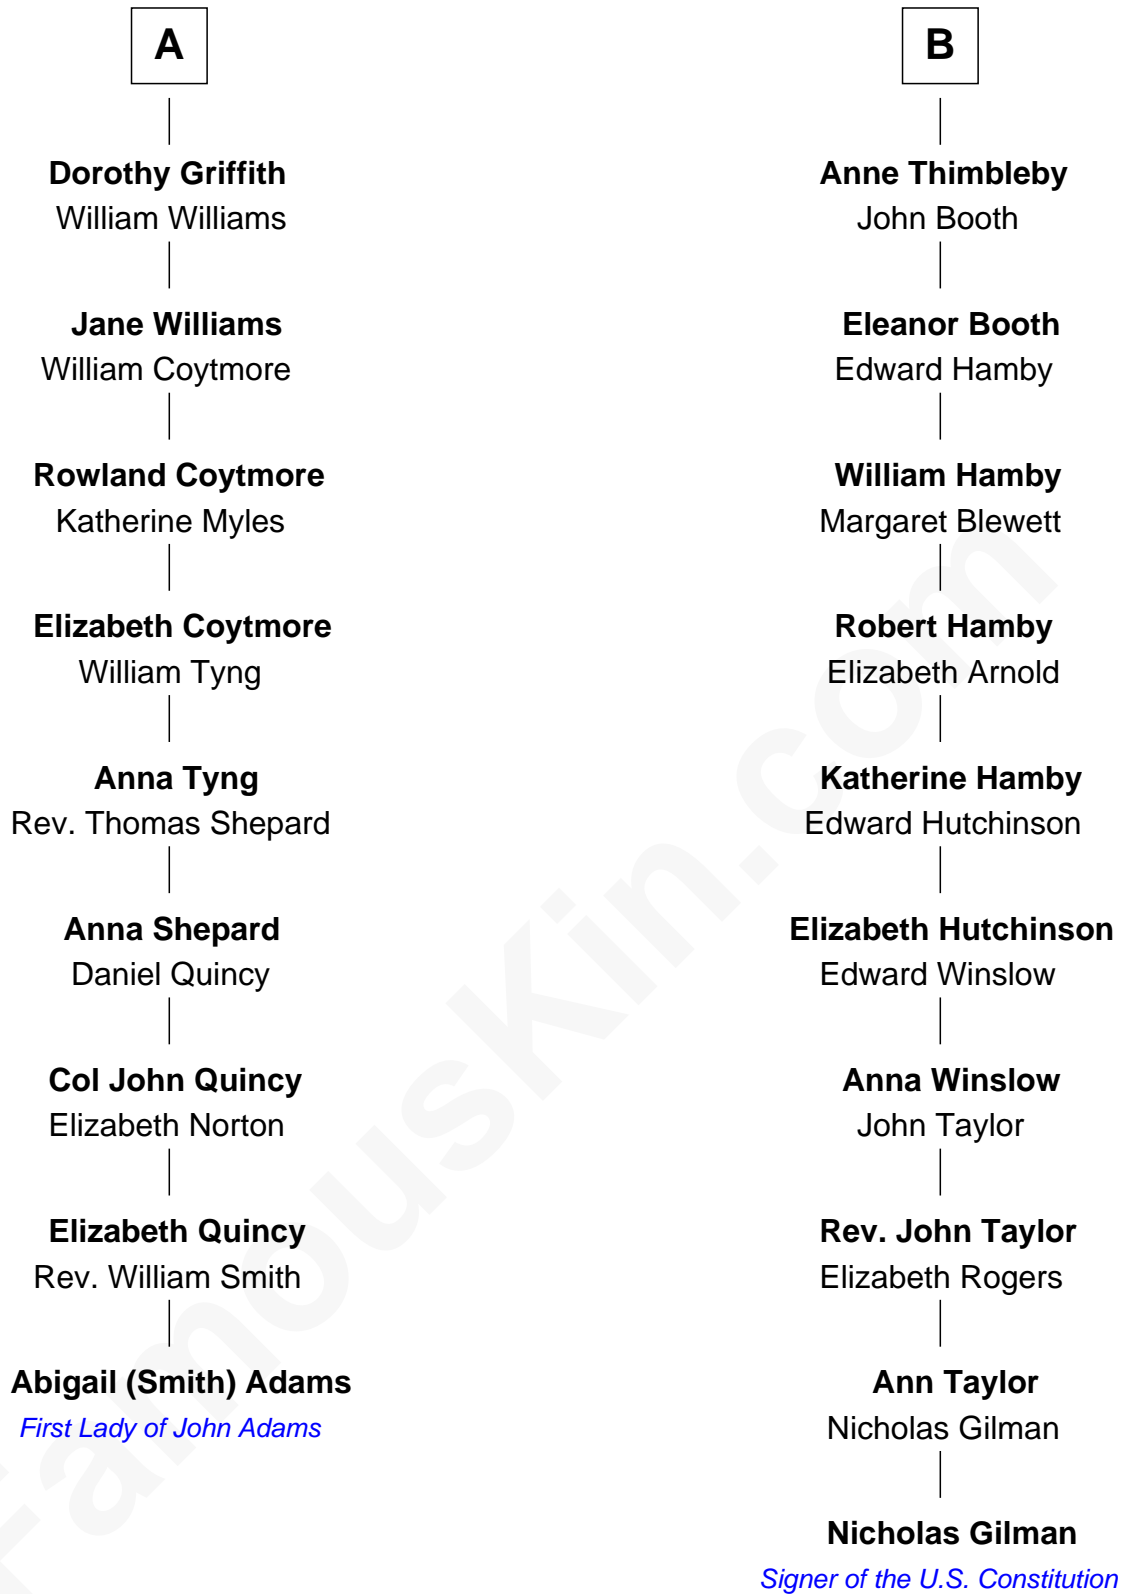 A
Dorothy Griffith
William Williams
Jane Williams
William Coytmore
Rowland Coytmore
Katherine Myles
Elizabeth Coytmore
William Tyng
Anna Tyng
Rev. Thomas Shepard
Anna Shepard
Daniel Quincy
Col John Quincy
Elizabeth Norton
Elizabeth Quincy
Rev. William Smith
Abigail (Smith) Adams
First Lady of John Adams
B
Anne Thimbleby
John Booth
Eleanor Booth
Edward Hamby
William Hamby
Margaret Blewett
Robert Hamby
Elizabeth Arnold
Katherine Hamby
Edward Hutchinson
Elizabeth Hutchinson
Edward Winslow
Anna Winslow
John Taylor
Rev. John Taylor
Elizabeth Rogers
Ann Taylor
Nicholas Gilman
Nicholas Gilman
Signer of the U.S. Constitution
FamousKin.com